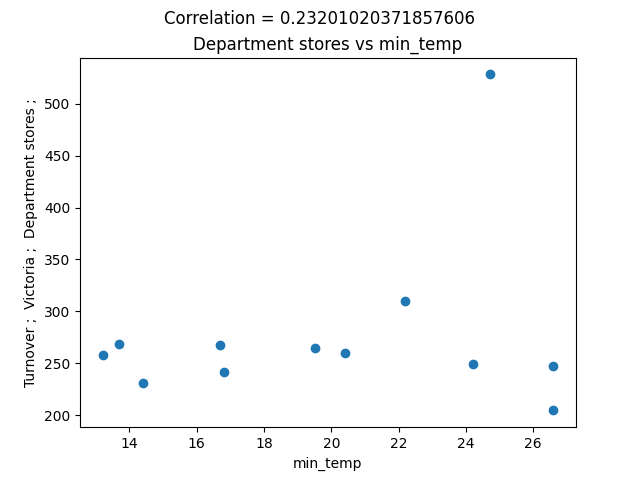 Correlation = 0.23201020371857606
Department stores vs min_temp
Turnover ;  Victoria ;  Department stores ;
500
450
400
350
300
250
200
14 16 18 20 22 24 26
min_temp